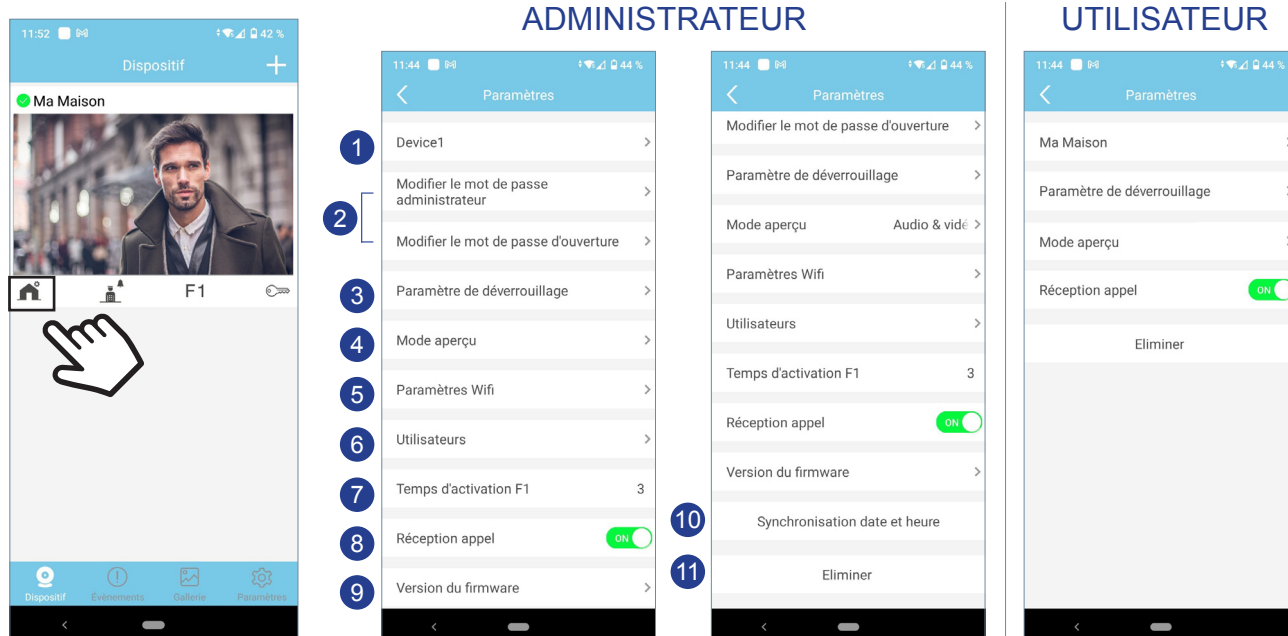 ADMINISTRATEUR
UTILISATEUR
11:52 42 %
Dispositif
Ma Maison
F1
Dispositif Évènements Gallerie Paramètres
11:44 44 %
Paramètres
1 Device1
2 Modifier le mot de passe
administrateur
Modifier le mot de passe d'ouverture
3 Paramètre de déverrouillage
4 Mode aperçu
5 Paramètres Wifi
6 Utilisateurs
7 Temps d'activation F1 3
8 Réception appel ON
9 Version du firmware
11:44 44 %
Paramètres
Modifier le mot de passe d'ouverture
Paramètre de déverrouillage
Mode aperçu Audio & vidé
Paramètres Wifi
Utilisateurs
Temps d'activation F1 3
Réception appel ON
Version du firmware
10 Synchronisation date et heure
11 Eliminer
11:44 44 %
Paramètres
Ma Maison
Paramètre de déverrouillage
Mode aperçu
Réception appel ON
Eliminer